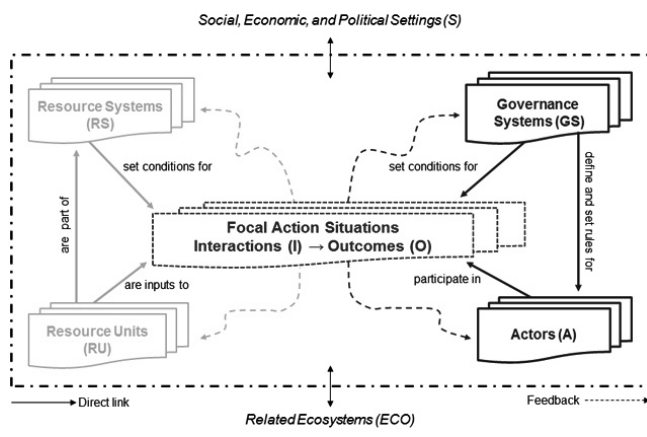 Social, Economic, and Political Settings (S)
Resource Systems
(RS)
Governance
Systems (GS)
set conditions for
set conditions for
define and set rules for
are part of
Focal Action Situations
Interactions (I) → Outcomes (O)
are inputs to
participate in
Resource Units
(RU)
Actors (A)
Direct link
Feedback
Related Ecosystems (ECO)